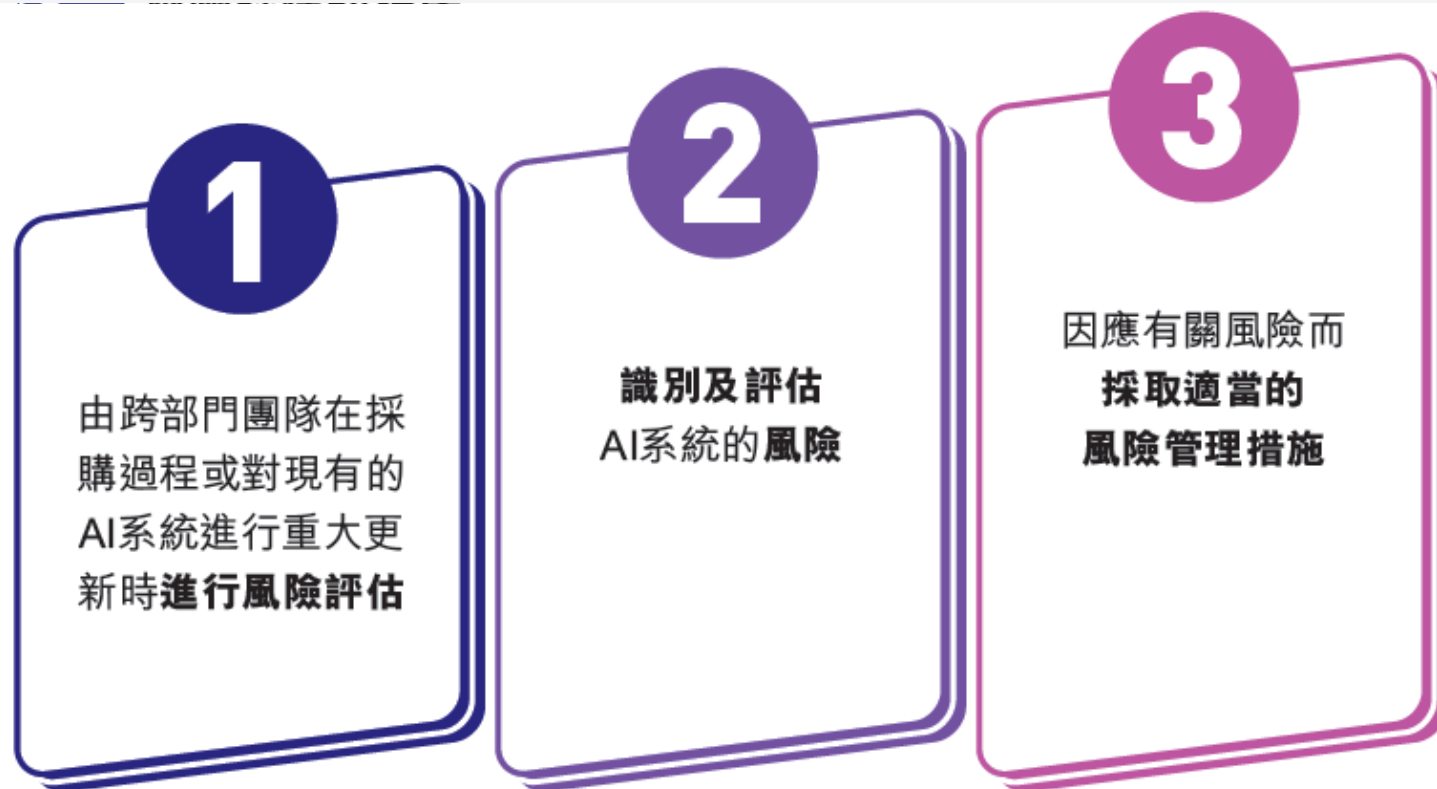 1
由跨部門團隊在採
購過程或對現有的
AI系統進行重大更
新時進行風險評估
2
識別及評估
AI系統的風險
3
因應有關風險而
採取適當的
風險管理措施